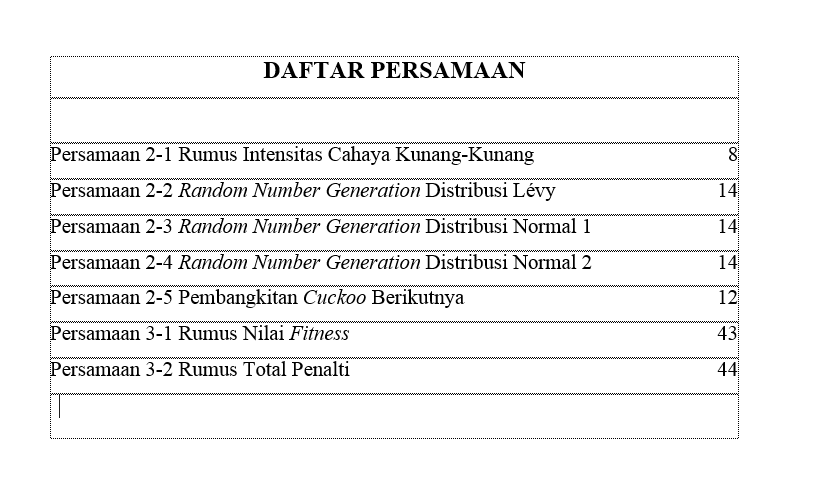 DAFTAR PERSAMAAN
Persamaan 2-1 Rumus Intensitas Cahaya Kunang-Kunang 8
Persamaan 2-2 Random Number Generation Distribusi Lévy 14
Persamaan 2-3 Random Number Generation Distribusi Normal 1 14
Persamaan 2-4 Random Number Generation Distribusi Normal 2 14
Persamaan 2-5 Pembangkitan Cuckoo Berikutnya 12
Persamaan 3-1 Rumus Nilai Fitness 43
Persamaan 3-2 Rumus Total Penalti 44